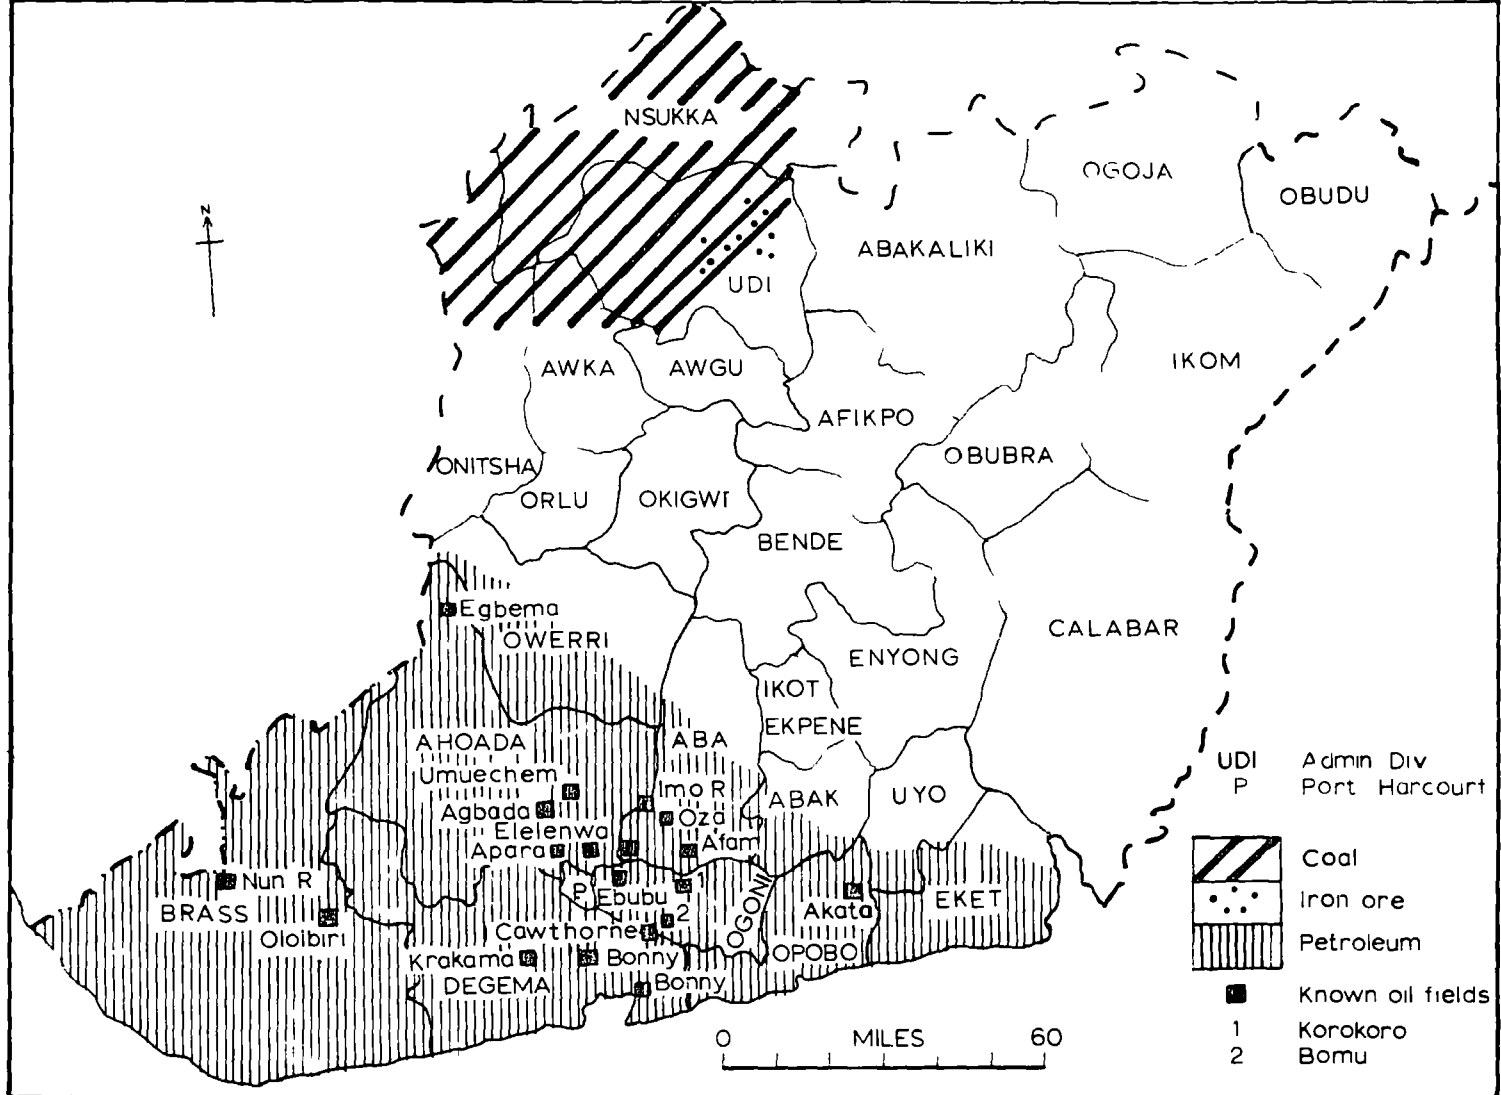 NSUKKA
N
OGOJA
OBUDU
ABAKALIKI
UDI
AWKA
AWGU
IKOM
AFIKPO
ONITSHA
OBUBRA
ORLU
OKIGWI
BENDE
Egbema
OWERRI
CALABAR
ENYONG
IKOT
EKPENE
AHOADA
ABA
Umuechem
Imo R
ABAK
UYO
Agbada
Oza
Elelenwa
Apara
Afam
Nun R
P
Ebubu
1
OGONI
BRASS
Akata
EKET
2
Oloibiri
Cawthorne
Krakama
Bonny
OPOBO
DEGEMA
Bonny
UDI Admin Div
P Port Harcourt
Coal
Iron ore
Petroleum
Known oil fields
1 Korokoro
2 Bomu
0 MILES 60